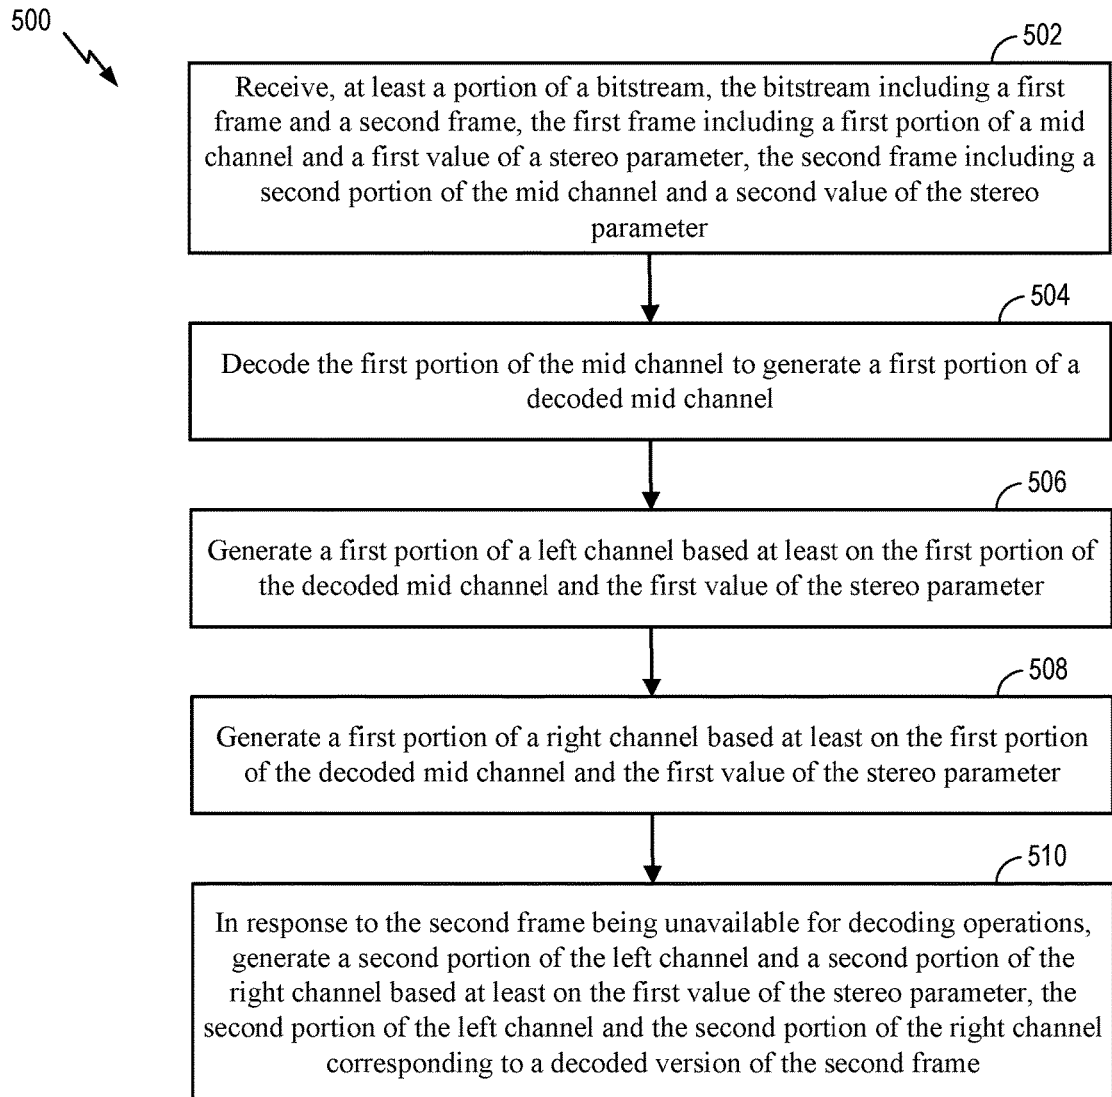 500
502
Receive, at least a portion of a bitstream, the bitstream including a first
frame and a second frame, the first frame including a first portion of a mid
channel and a first value of a stereo parameter, the second frame including a
second portion of the mid channel and a second value of the stereo
parameter
504
Decode the first portion of the mid channel to generate a first portion of a
decoded mid channel
506
Generate a first portion of a left channel based at least on the first portion of
the decoded mid channel and the first value of the stereo parameter
508
Generate a first portion of a right channel based at least on the first portion
of the decoded mid channel and the first value of the stereo parameter
510
In response to the second frame being unavailable for decoding operations,
generate a second portion of the left channel and a second portion of the
right channel based at least on the first value of the stereo parameter, the
second portion of the left channel and the second portion of the right channel
corresponding to a decoded version of the second frame